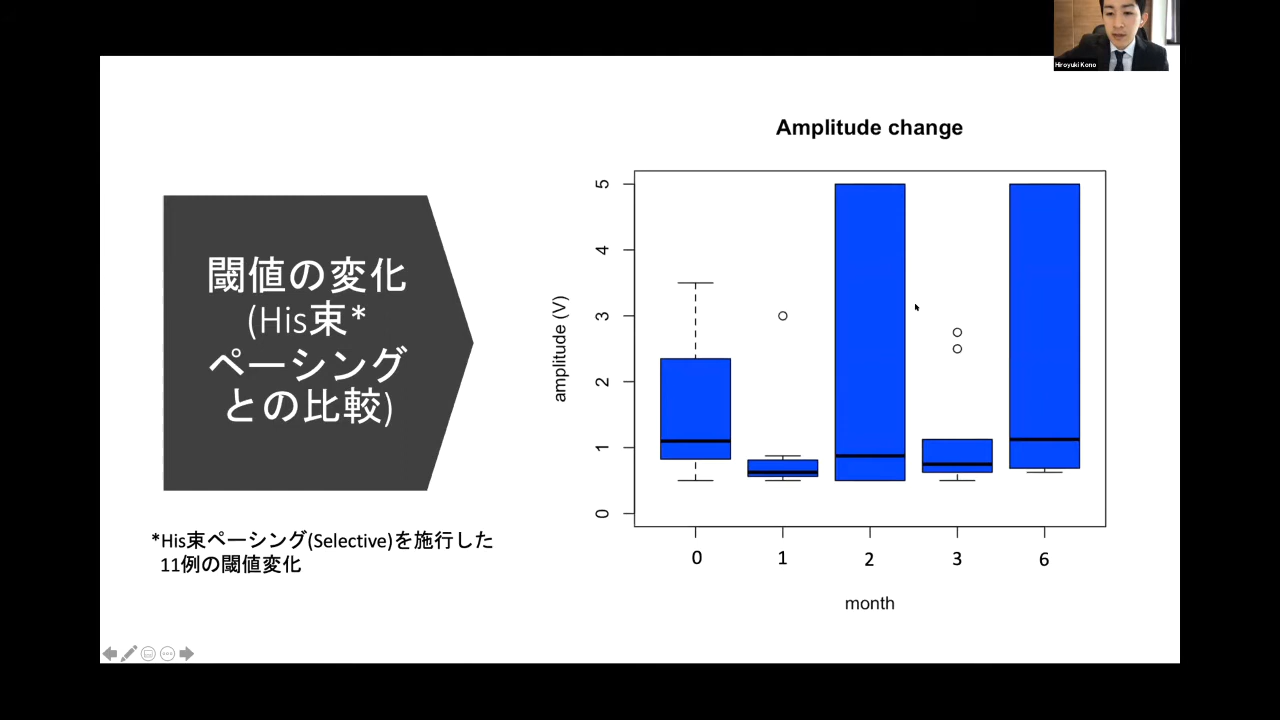 Hiroyuki Kono
Amplitude change
閾値の変化
(His束*
ペーシング
との比較)
*His束ペーシング(Selective)を施行した
11例の閾値変化
amplitude (V)
5
4
3
2
1
0
0 1 2 3 6
month